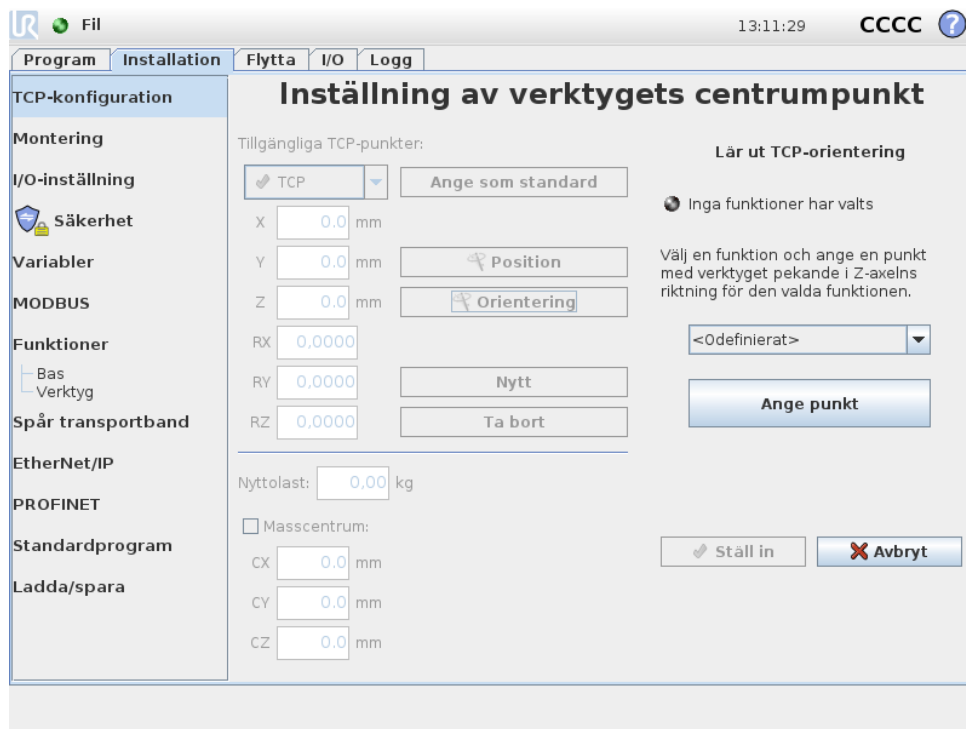 UR Fil 13:11:29 CCCC ?
Program Installation Flytta I/O Logg
TCP-konfiguration
Montering
I/O-inställning
Säkerhet
Variabler
MODBUS
Funktioner
Bas
Verktyg
Spår transportband
EtherNet/IP
PROFINET
Standardprogram
Ladda/spara
Inställning av verktygets centrumpunkt
Tillgängliga TCP-punkter:
TCP Ange som standard
X 0.0 mm
Y 0.0 mm Position
Z 0.0 mm Orientering
RX 0,0000
RY 0,0000 Nytt
RZ 0,0000 Ta bort
Nyttolast: 0,00 kg
Masscentrum:
CX 0.0 mm
CY 0.0 mm
CZ 0.0 mm
Lär ut TCP-orientering
Inga funktioner har valts
Välj en funktion och ange en punkt
med verktyget pekande i Z-axelns
riktning för den valda funktionen.
<Odefinierat>
Ange punkt
Ställ in Avbryt